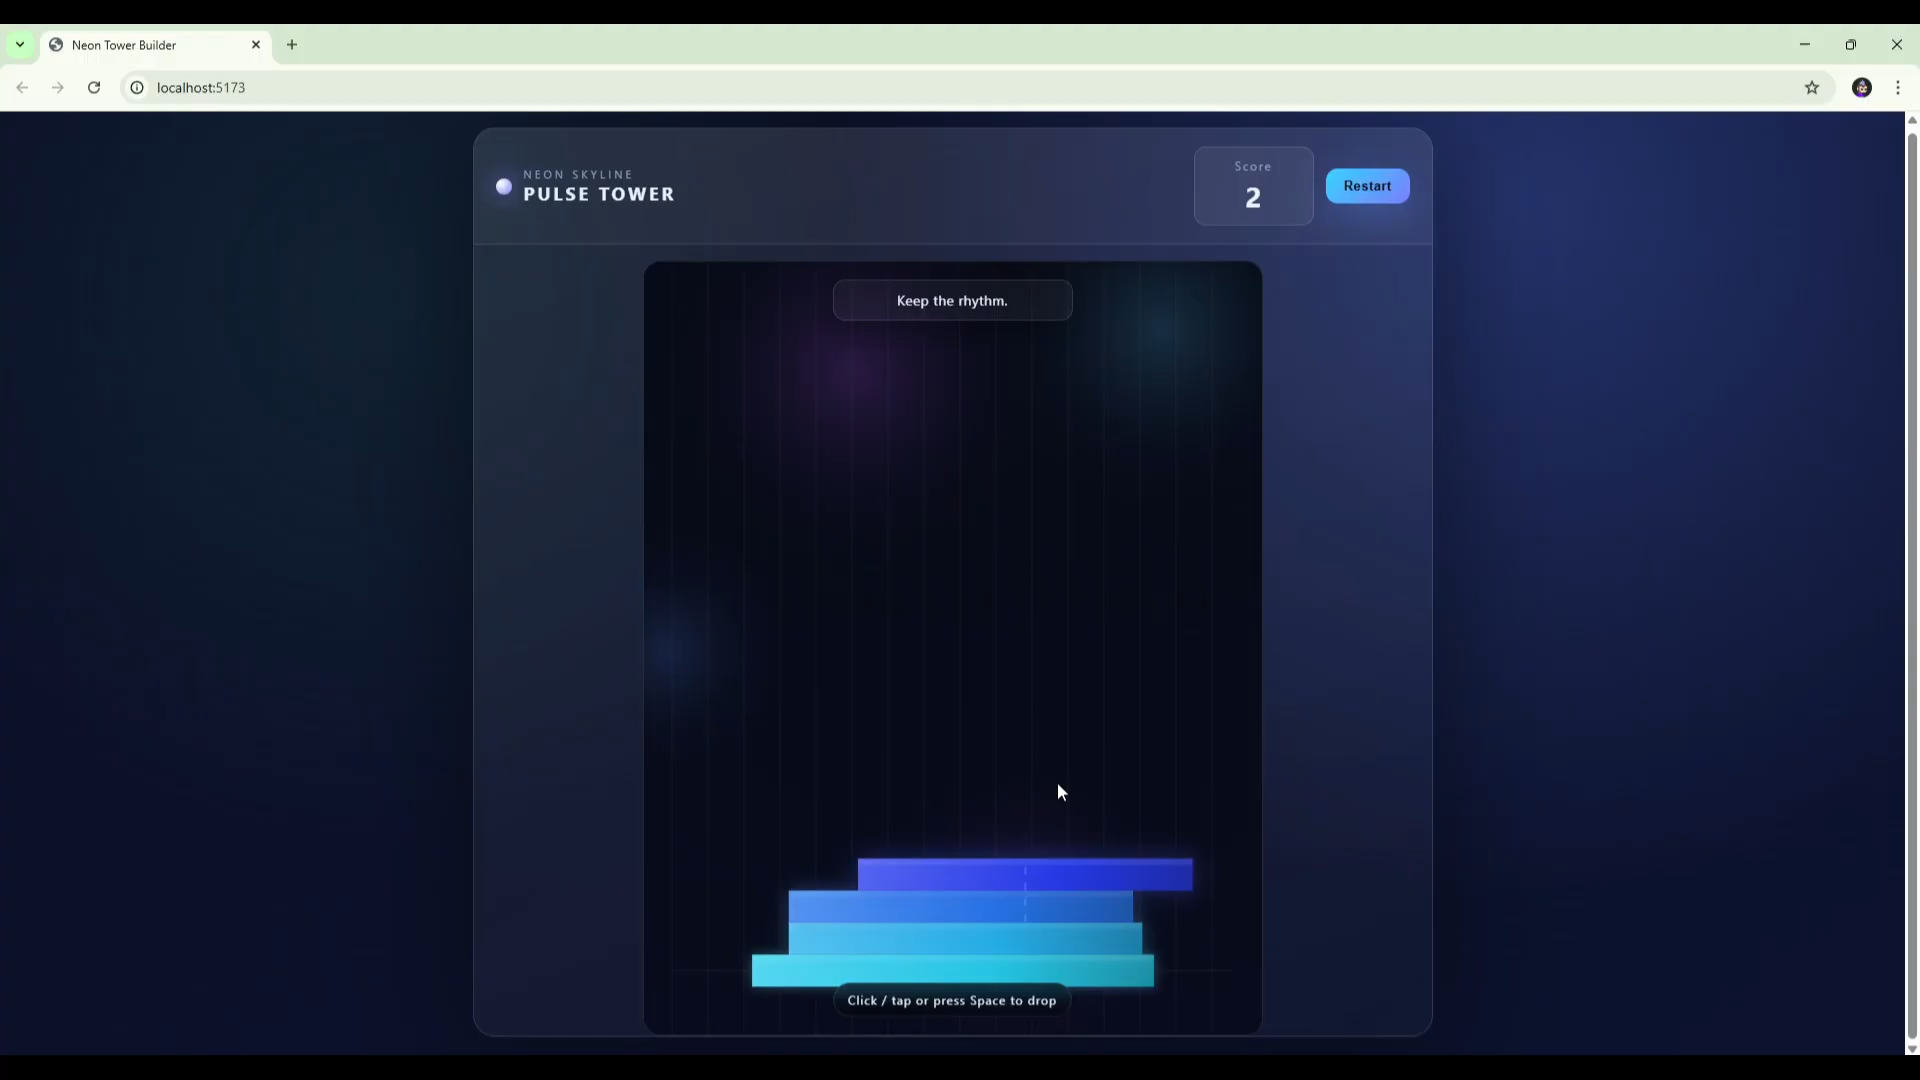 Neon Tower Builder
localhost:5173
NEON SKYLINE
PULSE TOWER
Score
2
Restart
Keep the rhythm.
Click / tap or press Space to drop